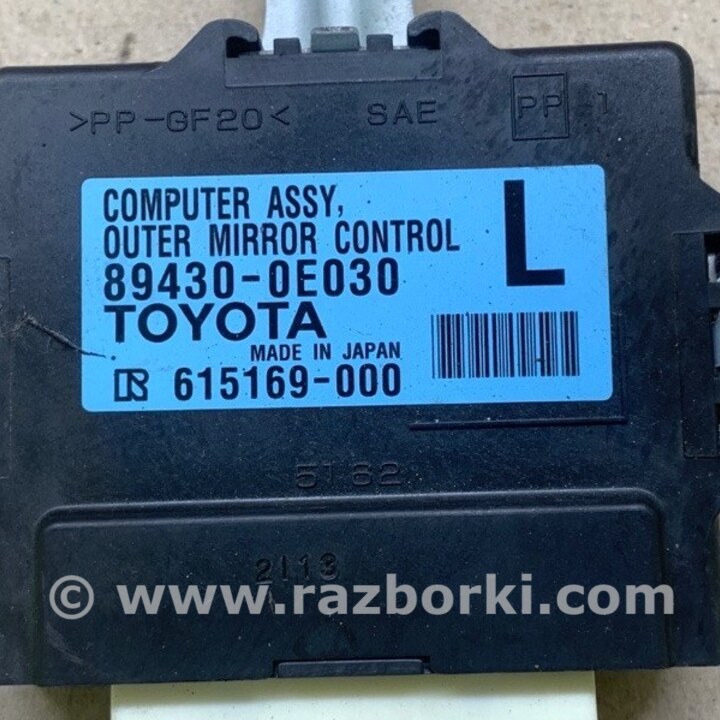 >PP-GF20< SAE PP-1
COMPUTER ASSY, L
OUTER MIRROR CONTROL
89430-0E030
TOYOTA
MADE IN JAPAN
R 615169-000
5162
2113
© www.razborki.com